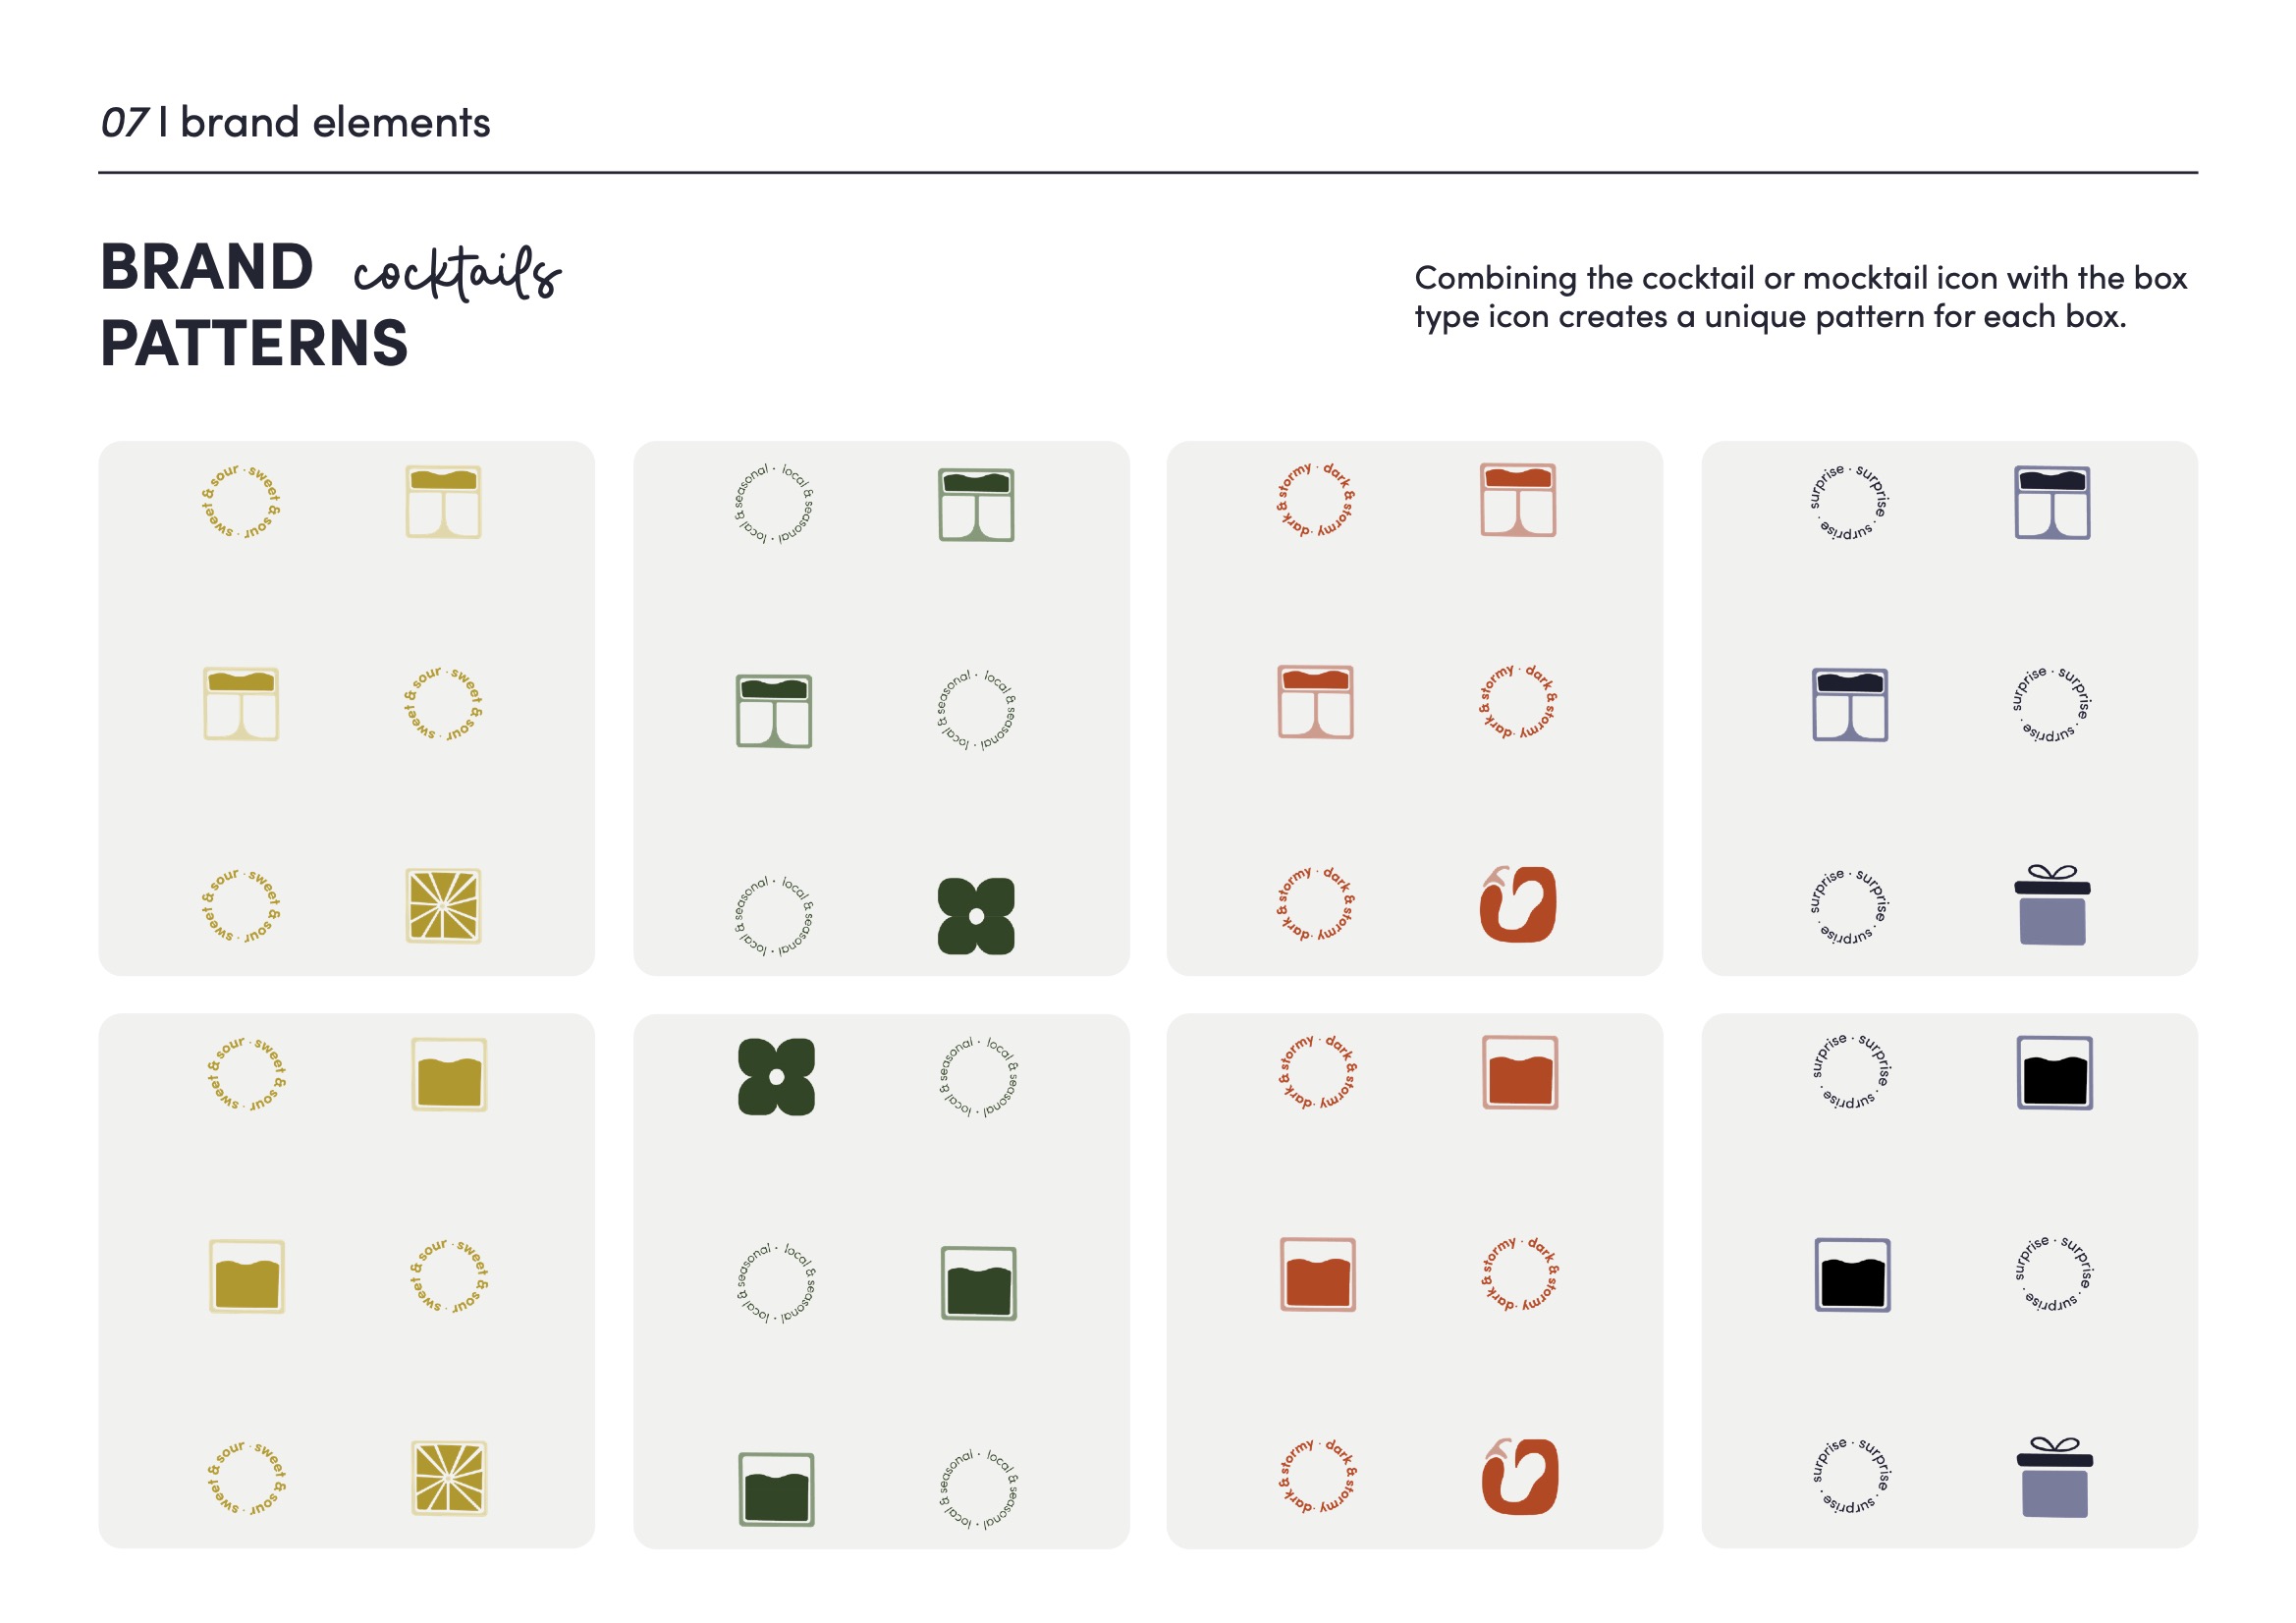 07 | brand elements
BRAND cocktails
PATTERNS
Combining the cocktail or mocktail icon with the box
type icon creates a unique pattern for each box.
sweet & sour · sweet & sour ·
local & seasonal · local & seasonal ·
dark & stormy · dark & stormy ·
surprise · surprise · surprise ·
sweet & sour · sweet & sour ·
local & seasonal · local & seasonal ·
dark & stormy · dark & stormy ·
surprise · surprise · surprise ·
sweet & sour · sweet & sour ·
local & seasonal · local & seasonal ·
dark & stormy · dark & stormy ·
surprise · surprise · surprise ·
sweet & sour · sweet & sour ·
local & seasonal · local & seasonal ·
dark & stormy · dark & stormy ·
surprise · surprise · surprise ·
sweet & sour · sweet & sour ·
local & seasonal · local & seasonal ·
dark & stormy · dark & stormy ·
surprise · surprise · surprise ·
sweet & sour · sweet & sour ·
local & seasonal · local & seasonal ·
dark & stormy · dark & stormy ·
surprise · surprise · surprise ·